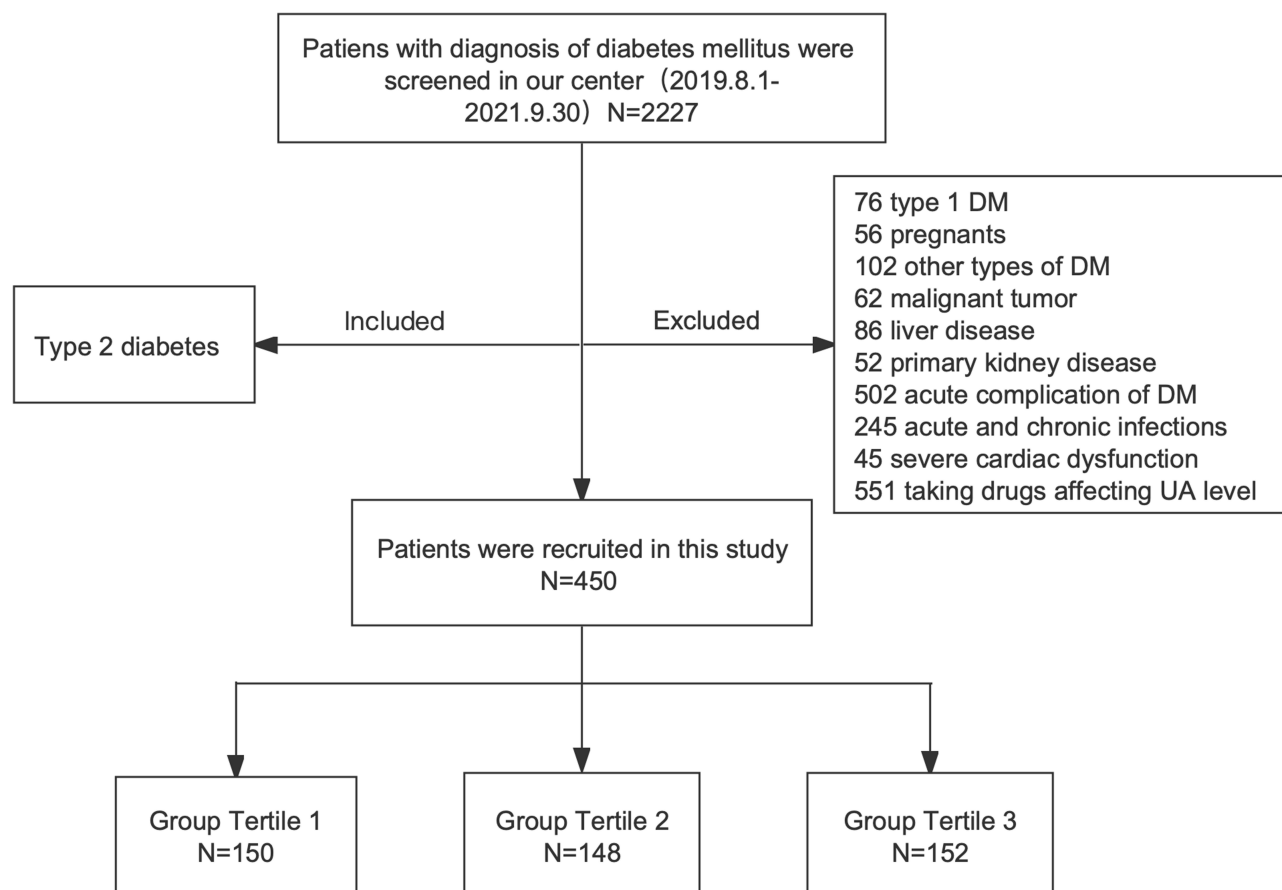 Patiens with diagnosis of diabetes mellitus were
screened in our center（2019.8.1-
2021.9.30）N=2227
76 type 1 DM
56 pregnants
102 other types of DM
62 malignant tumor
86 liver disease
52 primary kidney disease
502 acute complication of DM
245 acute and chronic infections
45 severe cardiac dysfunction
551 taking drugs affecting UA level
Included
Excluded
Type 2 diabetes
Patients were recruited in this study
N=450
Group Tertile 1
N=150
Group Tertile 2
N=148
Group Tertile 3
N=152